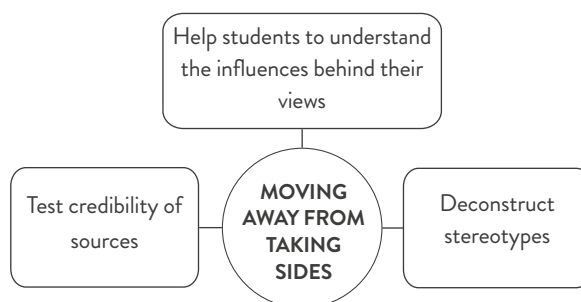 Help students to understand
the influences behind their
views
Test credibility of
sources
MOVING
AWAY FROM
TAKING
SIDES
Deconstruct
stereotypes